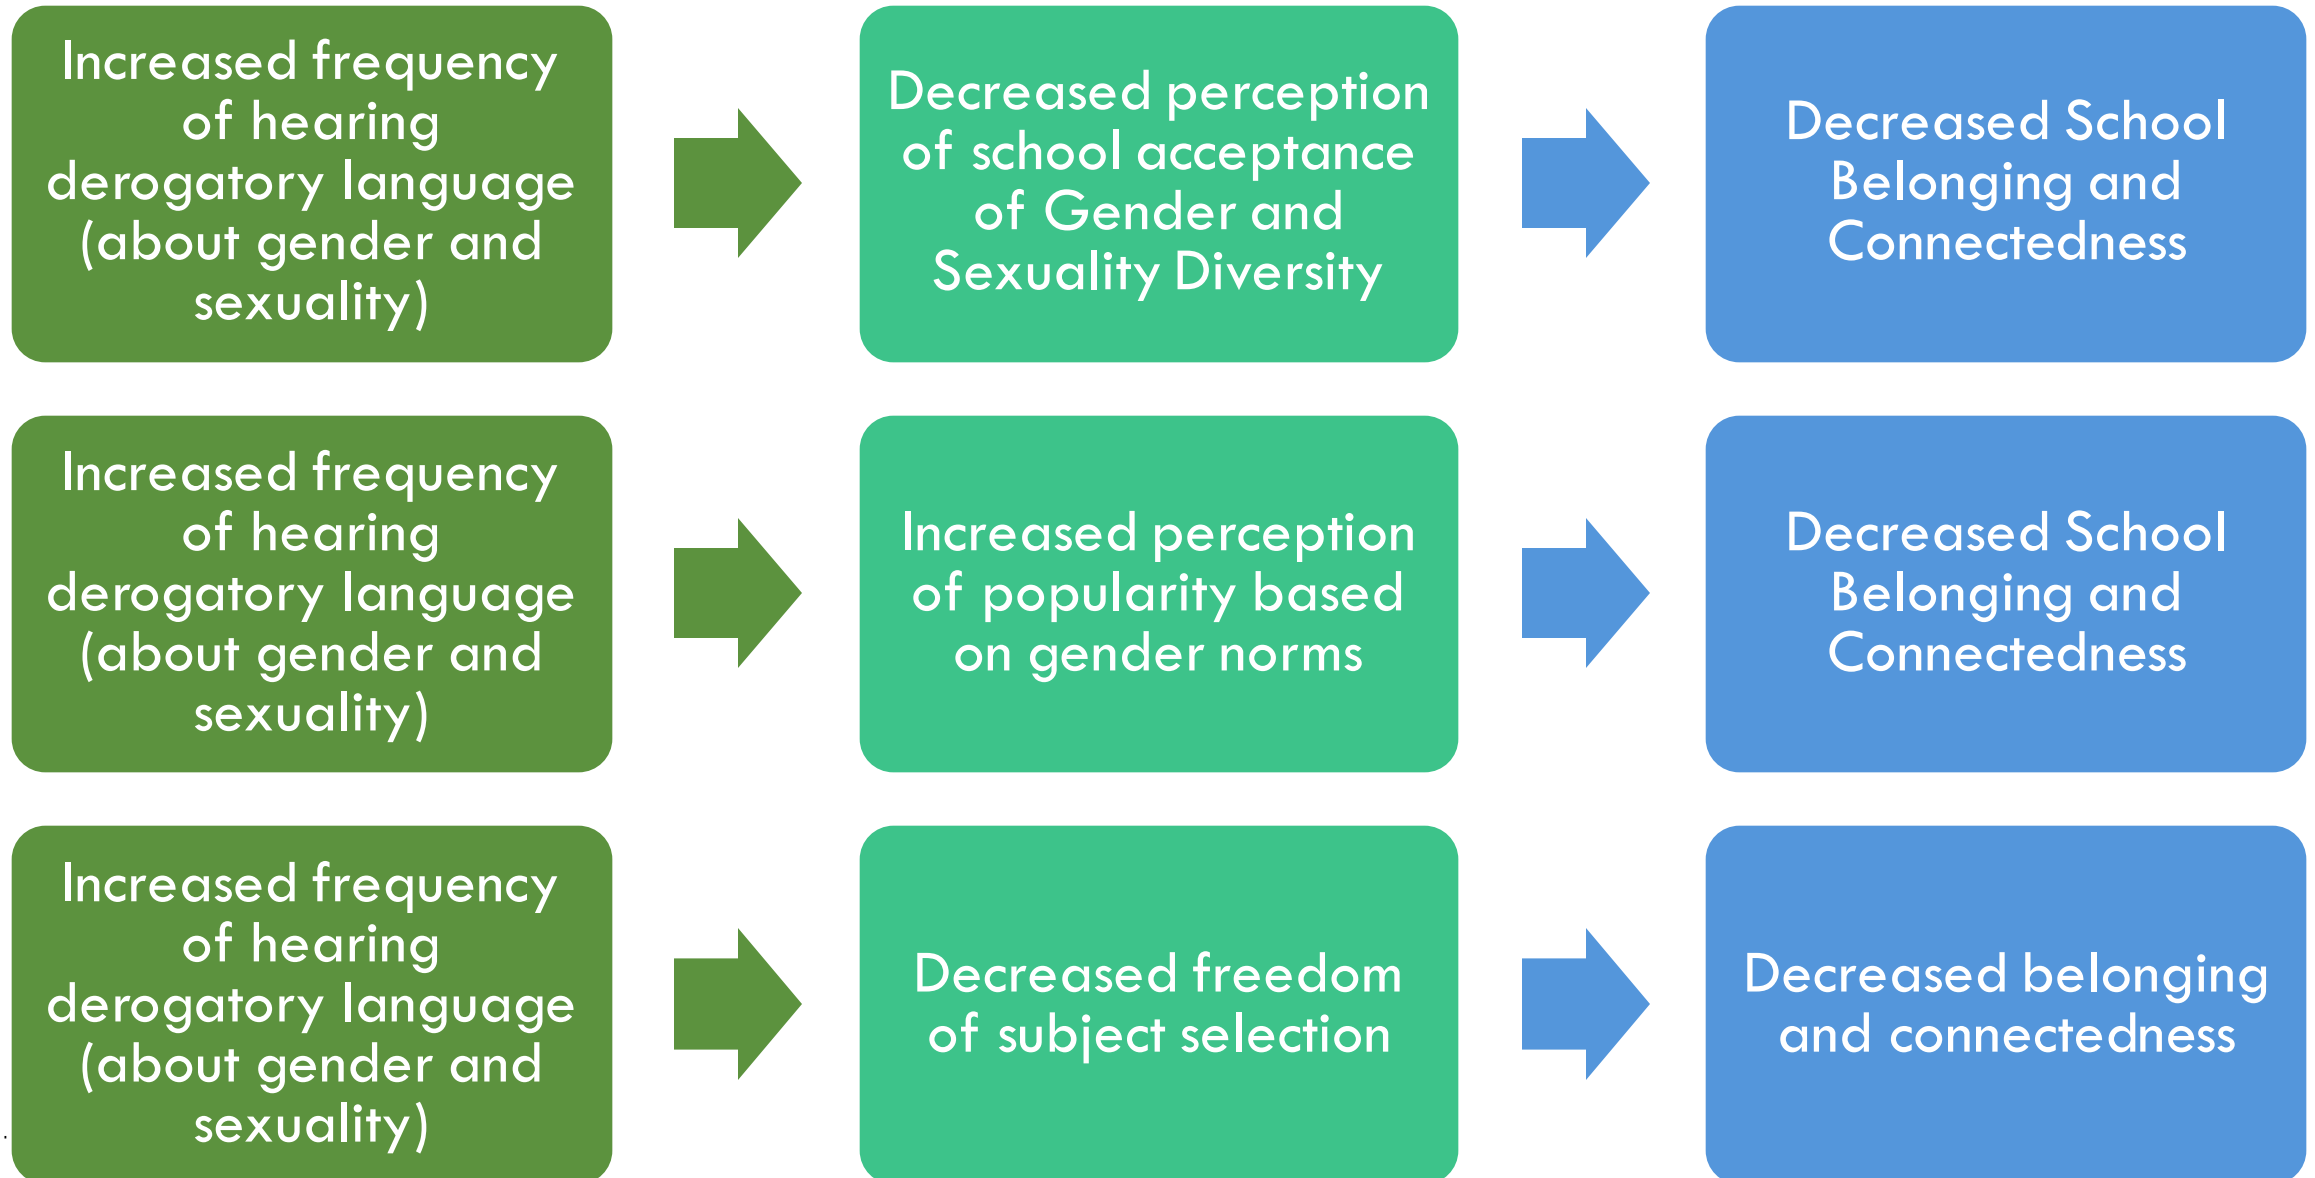 Increased frequency
of hearing
derogatory language
(about gender and
sexuality)
Decreased perception
of school acceptance
of Gender and
Sexuality Diversity
Decreased School
Belonging and
Connectedness
Increased frequency
of hearing
derogatory language
(about gender and
sexuality)
Increased perception
of popularity based
on gender norms
Decreased School
Belonging and
Connectedness
Increased frequency
of hearing
derogatory language
(about gender and
sexuality)
Decreased freedom
of subject selection
Decreased belonging
and connectedness